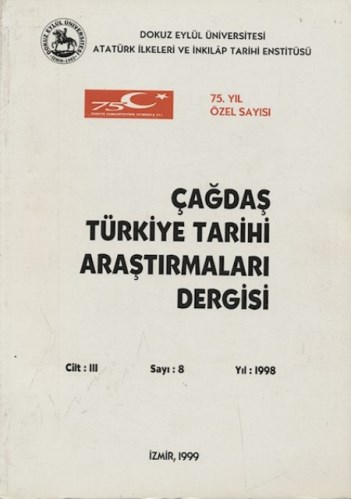 DOKUZ EYLÜL ÜNİVERSİTESİ
ATATÜRK İLKELERİ VE İNKILÂP TARİHİ ENSTİTÜSÜ
75
75. YIL
ÖZEL SAYISI
ÇAĞDAŞ
TÜRKİYE TARİHİ
ARAŞTIRMALARI
DERGİSİ
Cilt : III Sayı : 8 Yıl : 1998
İZMİR, 1999